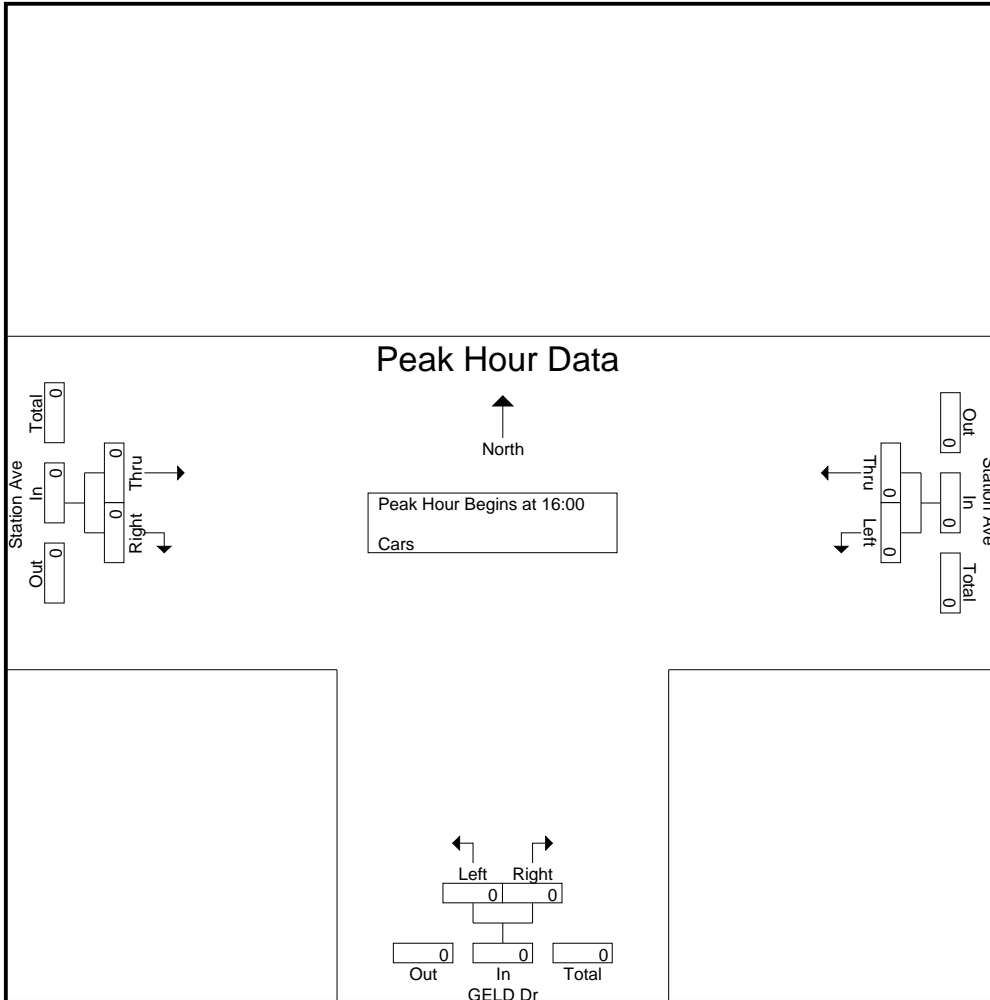 Peak Hour Data
North
Peak Hour Begins at 16:00
Cars
Station Ave
Total
0
In
0
Out
0
Thru
0
Right
0
Station Ave
Out
0
In
0
Total
0
Thru
0
Left
0
Left
Right
0
0
0
0
0
Out
In
Total
GELD Dr